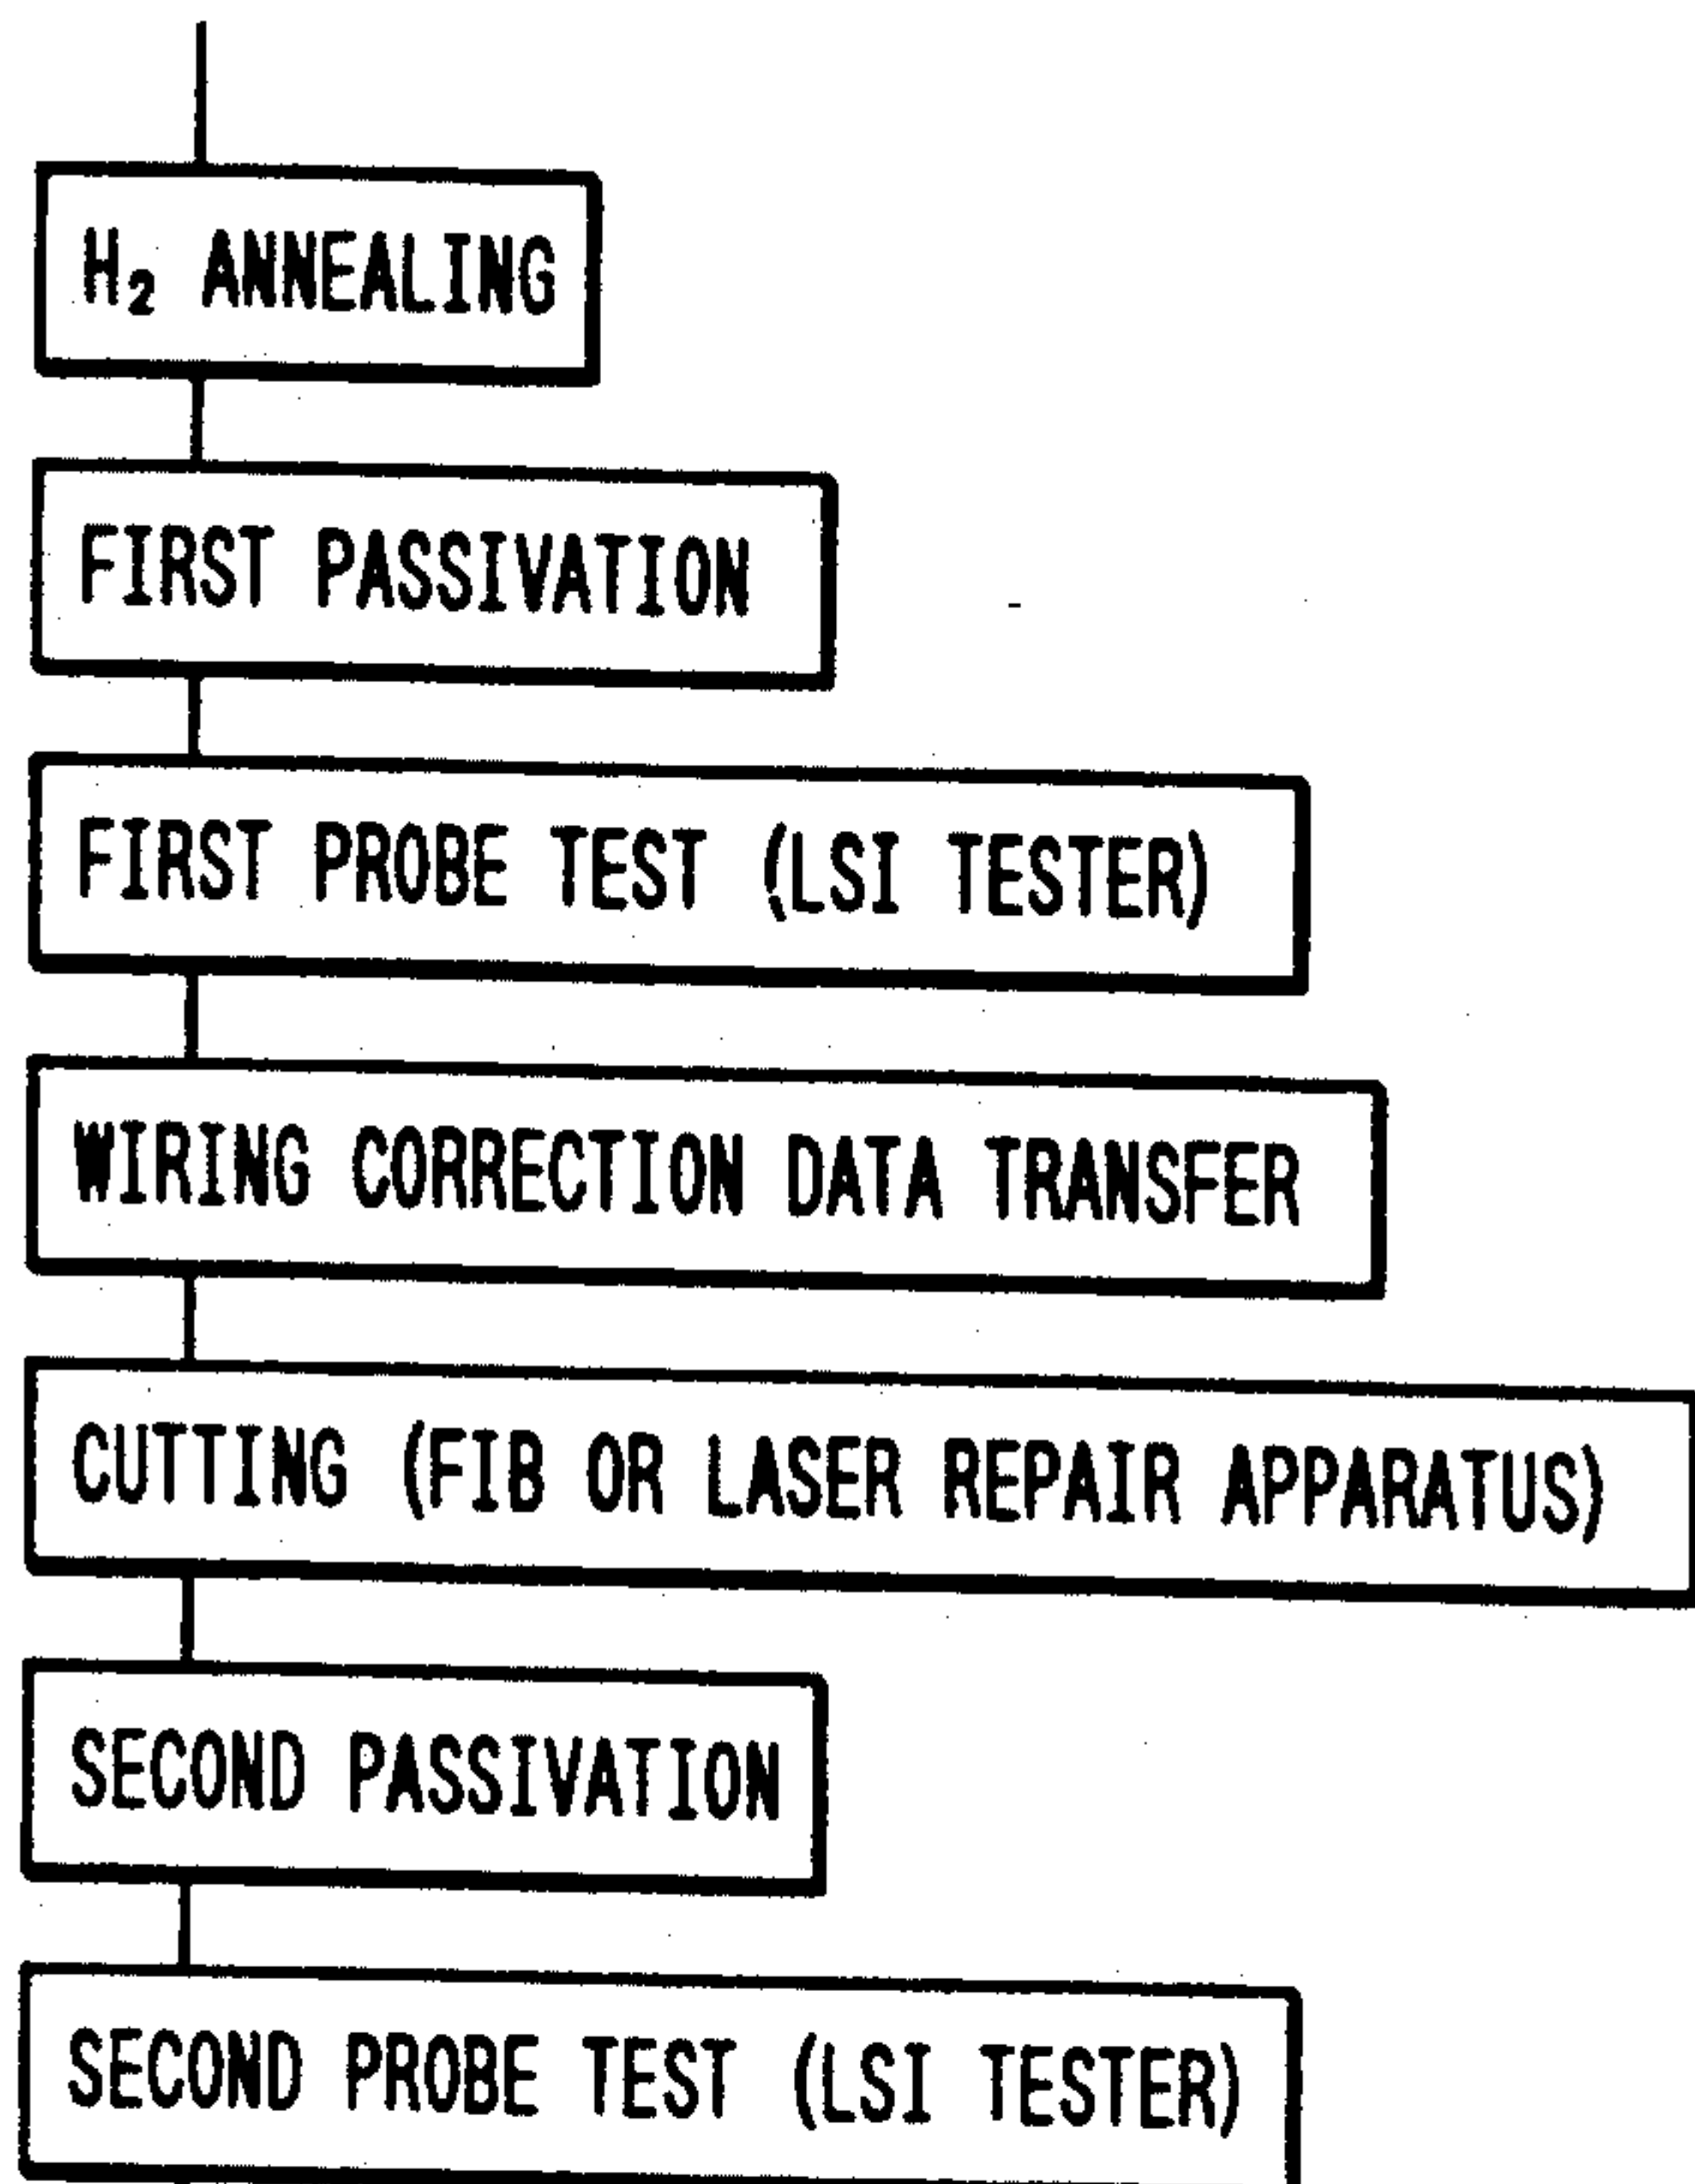 H₂ ANNEALING
FIRST PASSIVATION
FIRST PROBE TEST (LSI TESTER)
WIRING CORRECTION DATA TRANSFER
CUTTING (FIB OR LASER REPAIR APPARATUS)
SECOND PASSIVATION
SECOND PROBE TEST (LSI TESTER)